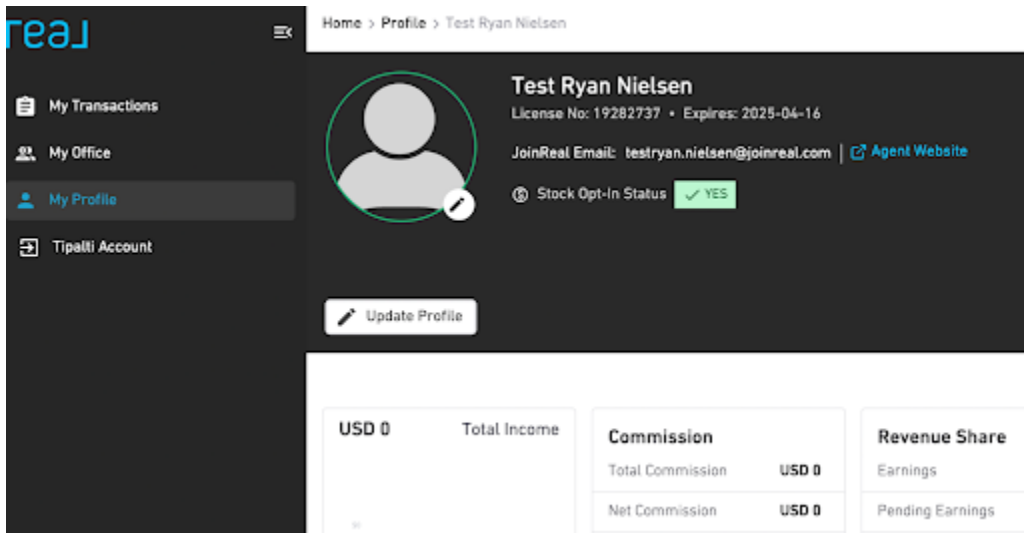 real
My Transactions
My Office
My Profile
Tipalti Account
Home > Profile > Test Ryan Nielsen
Test Ryan Nielsen
License No: 19282737 • Expires: 2025-04-16
JoinReal Email: testryan.nielsen@joinreal.com | Agent Website
Stock Opt-In Status YES
Update Profile
USD 0 Total Income
Commission
Total Commission USD 0
Net Commission USD 0
Revenue Share
Earnings
Pending Earnings